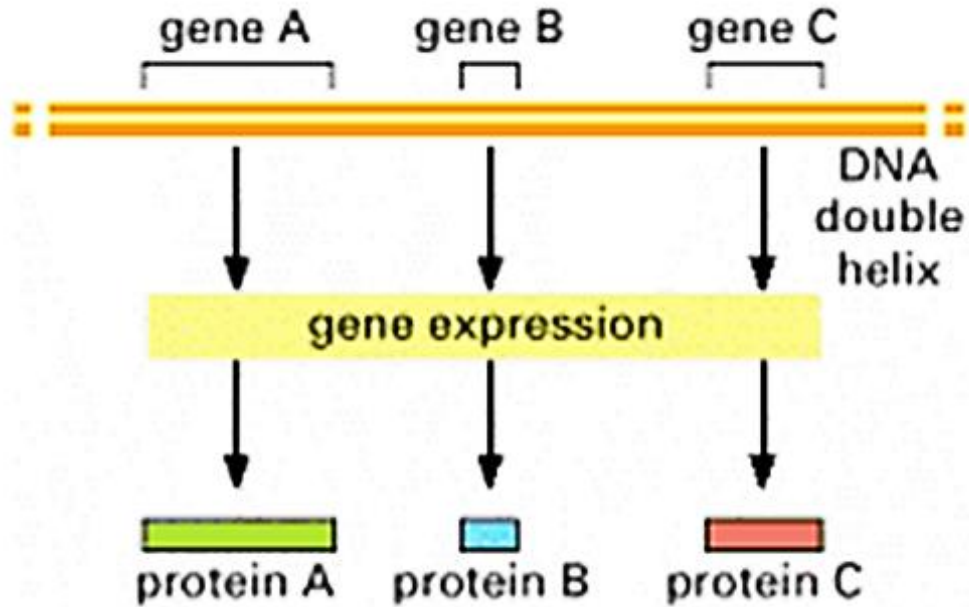 gene A
gene B
gene C
DNA
double
helix
gene expression
protein A
protein B
protein C